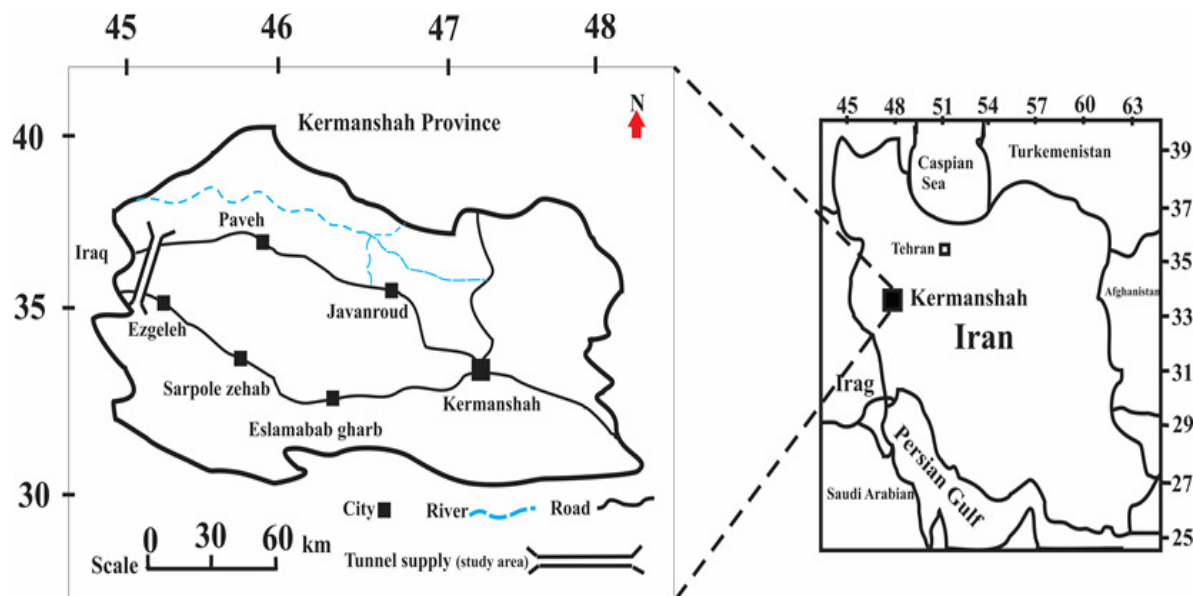 45 46 47 48
40
35
30
Kermanshah Province
N
Iraq
Paveh
Javanroud
Ezgeleh
Sarpole zehab
Kermanshah
Eslamabab gharb
City River Road
Scale 0 30 60 km
Tunnel supply (study area)
45 48 51 54 57 60 63
39
37
35
33
31
29
27
25
Caspian
Sea
Turkemenistan
Tehran
Afghanistan
Kermanshah
Iran
Irag
Persian Gulf
Saudi Arabian